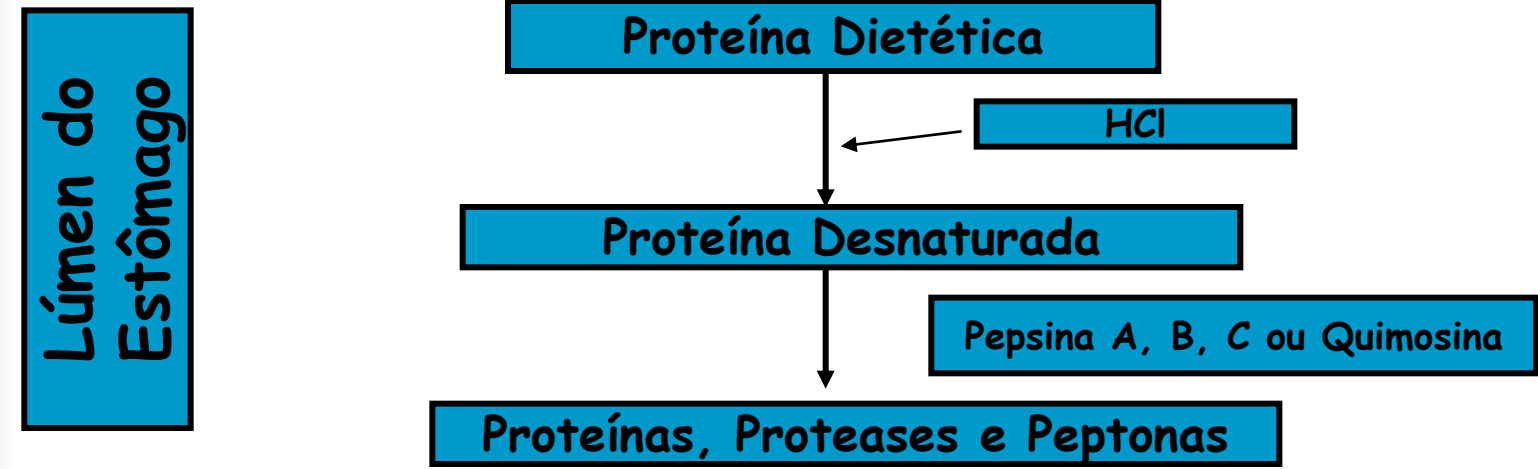 Lúmen do
Estômago
Proteína Dietética
HCl
Proteína Desnaturada
Pepsina A, B, C ou Quimosina
Proteínas, Proteases e Peptonas